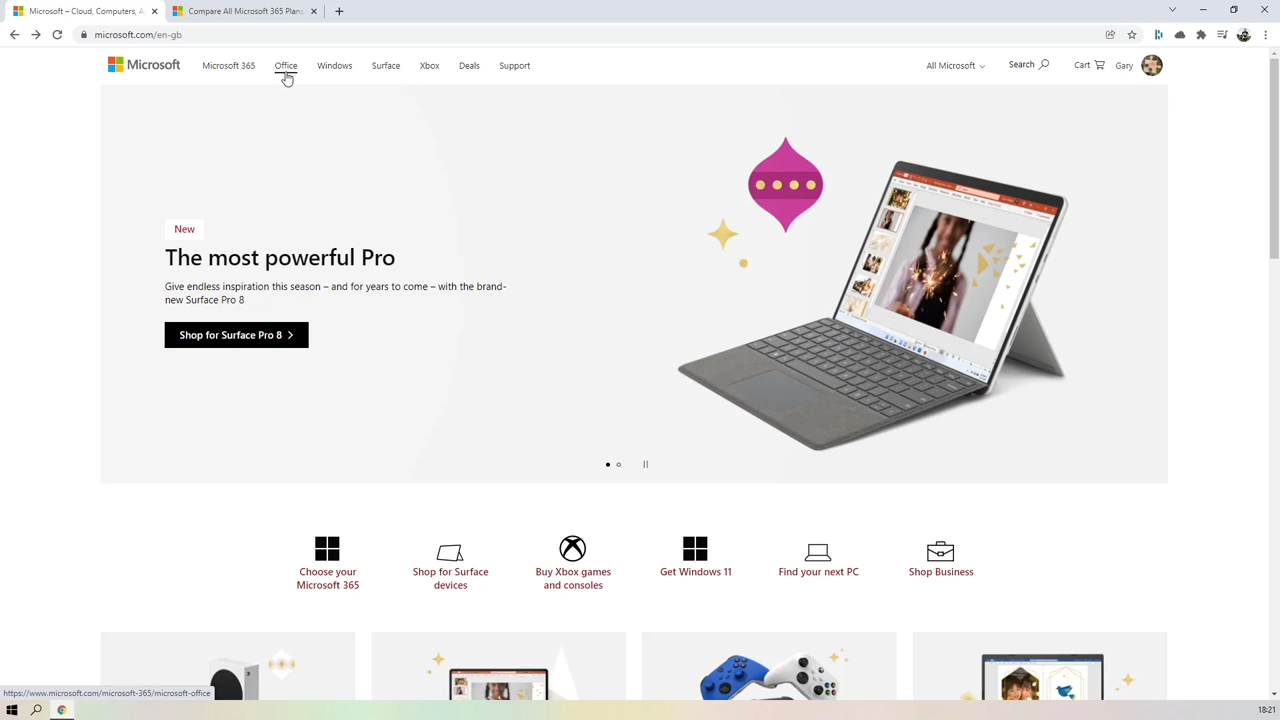 Microsoft – Cloud, Computers, A
Compare All Microsoft 365 Plans
microsoft.com/en-gb
Microsoft
Microsoft 365
Office
Windows
Surface
Xbox
Deals
Support
All Microsoft
Search
Cart
Gary
New
The most powerful Pro
Give endless inspiration this season – and for years to come – with the brand-
new Surface Pro 8
Shop for Surface Pro 8
Choose your
Microsoft 365
Shop for Surface
devices
Buy Xbox games
and consoles
Get Windows 11
Find your next PC
Shop Business
https://www.microsoft.com/microsoft-365/microsoft-office
18:21